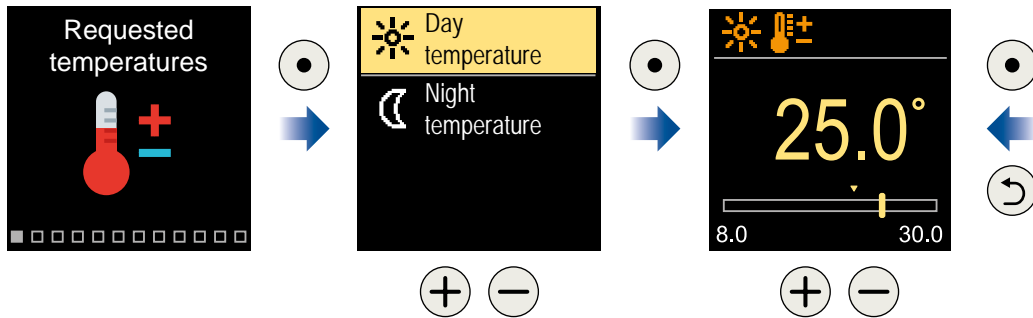 Requested
temperatures
Day
temperature
Night
temperature
25.0°
8.0 30.0